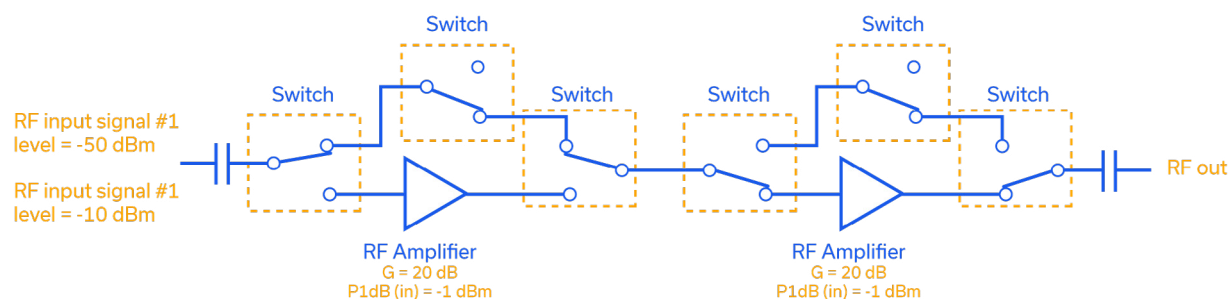 Switch
Switch
Switch
Switch
Switch
Switch
RF input signal #1
level = -50 dBm
RF input signal #1
level = -10 dBm
RF out
RF Amplifier
G = 20 dB
P1dB (in) = -1 dBm
RF Amplifier
G = 20 dB
P1dB (in) = -1 dBm